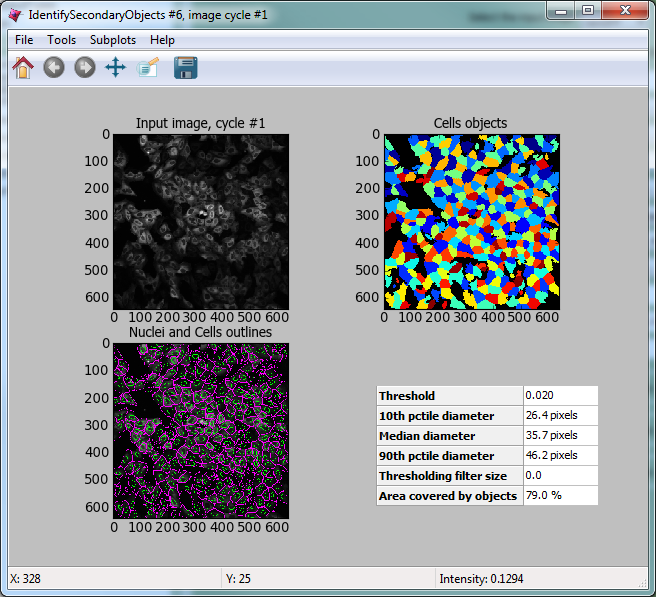 IdentifySecondaryObjects #6, image cycle #1
File Tools Subplots Help
Input image, cycle #1
0
100
200
300
400
500
600
0 100 200 300 400 500 600
Cells objects
0
100
200
300
400
500
600
0 100 200 300 400 500 600
Nuclei and Cells outlines
0
100
200
300
400
500
600
0 100 200 300 400 500 600
Threshold 0.020
10th pctile diameter 26.4 pixels
Median diameter 35.7 pixels
90th pctile diameter 46.2 pixels
Thresholding filter size 0.0
Area covered by objects 79.0 %
X: 328 Y: 25 Intensity: 0.1294